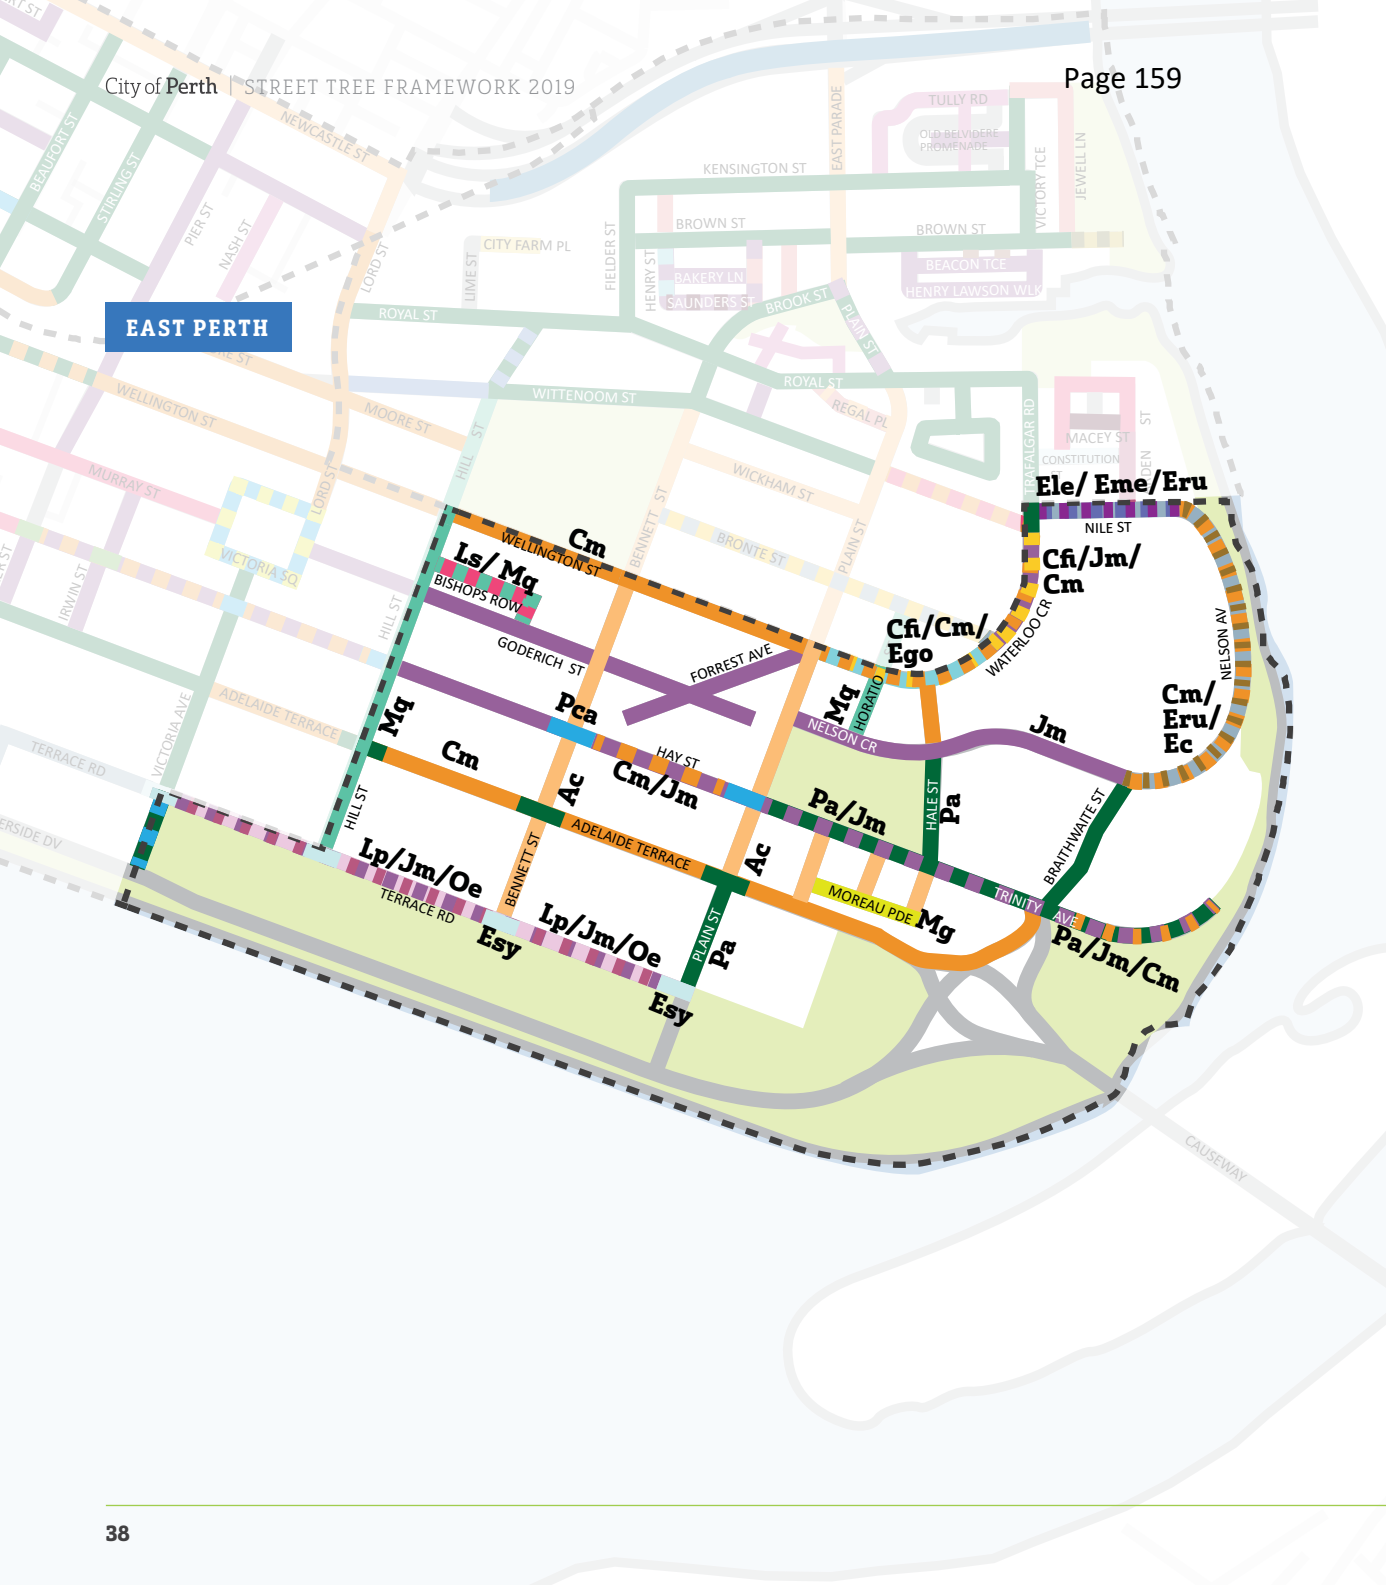 City of Perth | STREET TREE FRAMEWORK 2019
Page 159
NEWCASTLE ST
BEAUFORT ST
STIRLING ST
PIER ST
NASH ST
LORD ST
LIME ST
CITY FARM PL
FIELDER ST
HENRY ST
KENSINGTON ST
BROWN ST
BAKERY LN
SAUNDERS ST
BROOK ST
PLAIN ST
EAST PARADE
TULLY RD
OLD BELVIDERE
PROMENADE
VICTORY TCE
JEWELL LN
BROWN ST
BEACON TCE
HENRY LAWSON WLK
EAST PERTH
ROYAL ST
ROYAL ST
WITTENOOM ST
REGAL PL
TRAFALGAR RD
MACEY ST
CONSTITUTION
ST
WELLINGTON ST
MOORE ST
MURRAY ST
LORD ST
HILL ST
VICTORIA SQ
IRWIN ST
HILL ST
BENNETT ST
WICKHAM ST
BRONTE ST
PLAIN ST
Ele/ Eme/Eru
NILE ST
Cfi/Jm/
Cm
WATERLOO CR
NELSON AV
Cm
WELLINGTON ST
Ls/ Mq
BISHOPS ROW
GODERICH ST
FORREST AVE
Cfi/Cm/
Ego
Mq
HORATIO
NELSON CR
Jm
Cm/
Eru/
Ec
Mq
Pca
HAY ST
Cm/Jm
Cm
Ac
Ac
ADELAIDE TERRACE
ADELAIDE TERRACE
VICTORIA AVE
TERRACE RD
HILL ST
BENNETT ST
Pa/Jm
HALE ST
Pa
BRAITHWAITE ST
MOREAU PDE
Mg
TRINITY AVE
Pa/Jm/Cm
Lp/Jm/Oe
TERRACE RD
Esy
Lp/Jm/Oe
PLAIN ST
Pa
Esy
CAUSEWAY
38